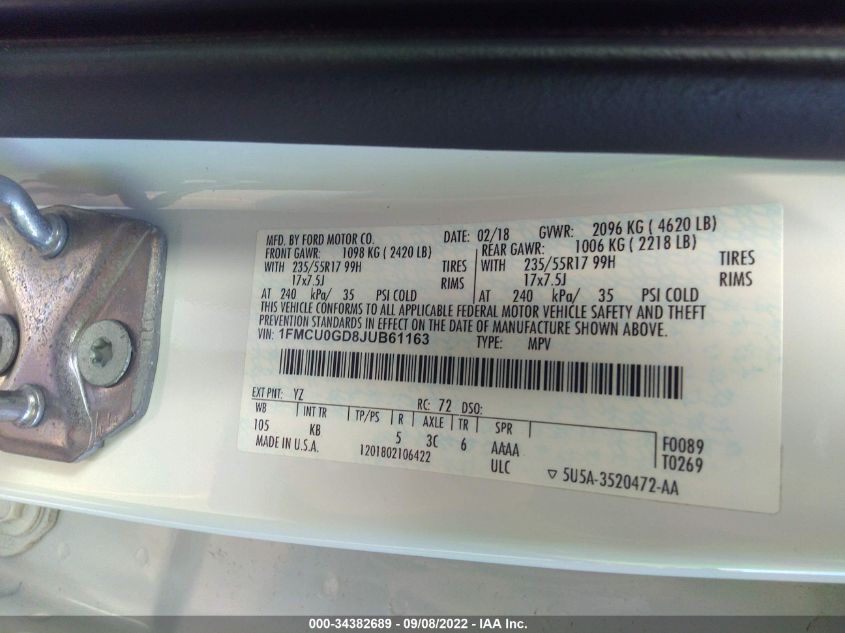 MFD. BY FORD MOTOR CO. DATE: 02/18 GVWR: 2096 KG ( 4620 LB)
FRONT GAWR: 1098 KG ( 2420 LB) REAR GAWR: 1006 KG ( 2218 LB)
WITH 235/55R17 99H TIRES WITH 235/55R17 99H TIRES
17x7.5J RIMS 17x7.5J RIMS
AT 240 kPa/ 35 PSI COLD AT 240 kPa/ 35 PSI COLD
THIS VEHICLE CONFORMS TO ALL APPLICABLE FEDERAL MOTOR VEHICLE SAFETY AND THEFT
PREVENTION STANDARDS IN EFFECT ON THE DATE OF MANUFACTURE SHOWN ABOVE.
VIN: 1FMCU0GD8JUB61163 TYPE: MPV
EXT PNT: YZ RC: 72 DSO:
WB INT TR TP/PS R AXLE TR SPR
105 KB 5 3C 6 AAAA F0089
MADE IN U.S.A. 1201802106422 ULC T0269
▽ 5U5A-3520472-AA
000-34382689 - 09/08/2022 - IAA Inc.